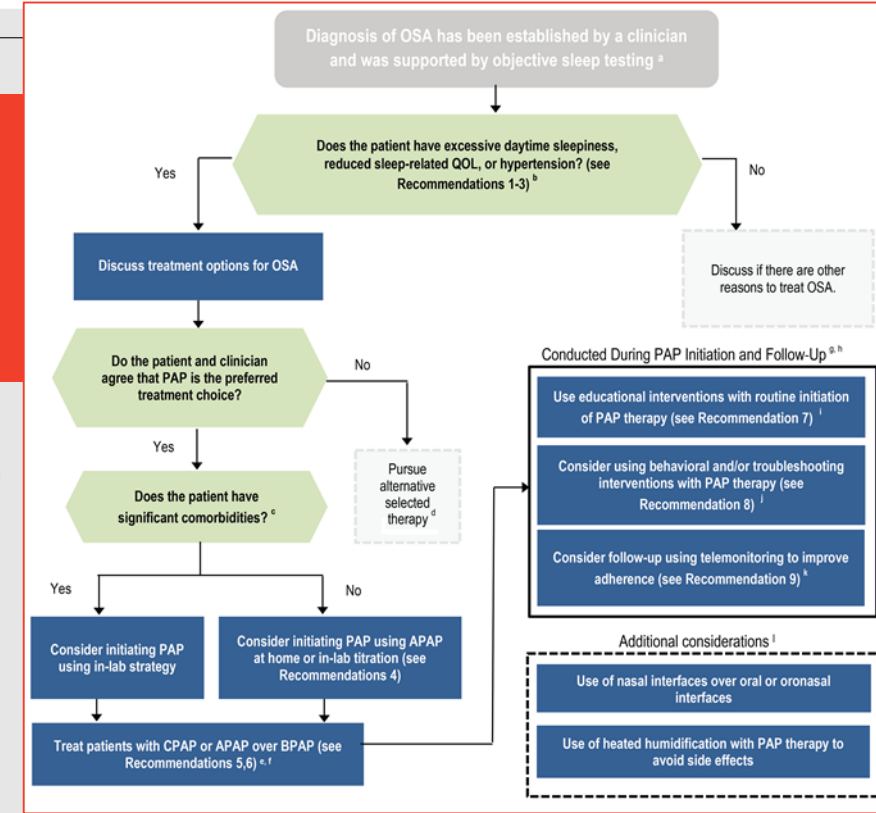 Diagnosis of OSA has been established by a clinician
and was supported by objective sleep testing a
Does the patient have excessive daytime sleepiness,
reduced sleep-related QOL, or hypertension? (see
Recommendations 1-3) b
Yes
No
Discuss treatment options for OSA
Discuss if there are other
reasons to treat OSA.
Do the patient and clinician
agree that PAP is the preferred
treatment choice?
No
Yes
Pursue
alternative
selected
therapy d
Does the patient have
significant comorbidities? c
Yes
No
Consider initiating PAP
using in-lab strategy
Consider initiating PAP using APAP
at home or in-lab titration (see
Recommendations 4)
Treat patients with CPAP or APAP over BPAP (see
Recommendations 5,6) e, f
Conducted During PAP Initiation and Follow-Up g, h
Use educational interventions with routine initiation
of PAP therapy (see Recommendation 7) i
Consider using behavioral and/or troubleshooting
interventions with PAP therapy (see
Recommendation 8) j
Consider follow-up using telemonitoring to improve
adherence (see Recommendation 9) k
Additional considerations l
Use of nasal interfaces over oral or oronasal
interfaces
Use of heated humidification with PAP therapy to
avoid side effects